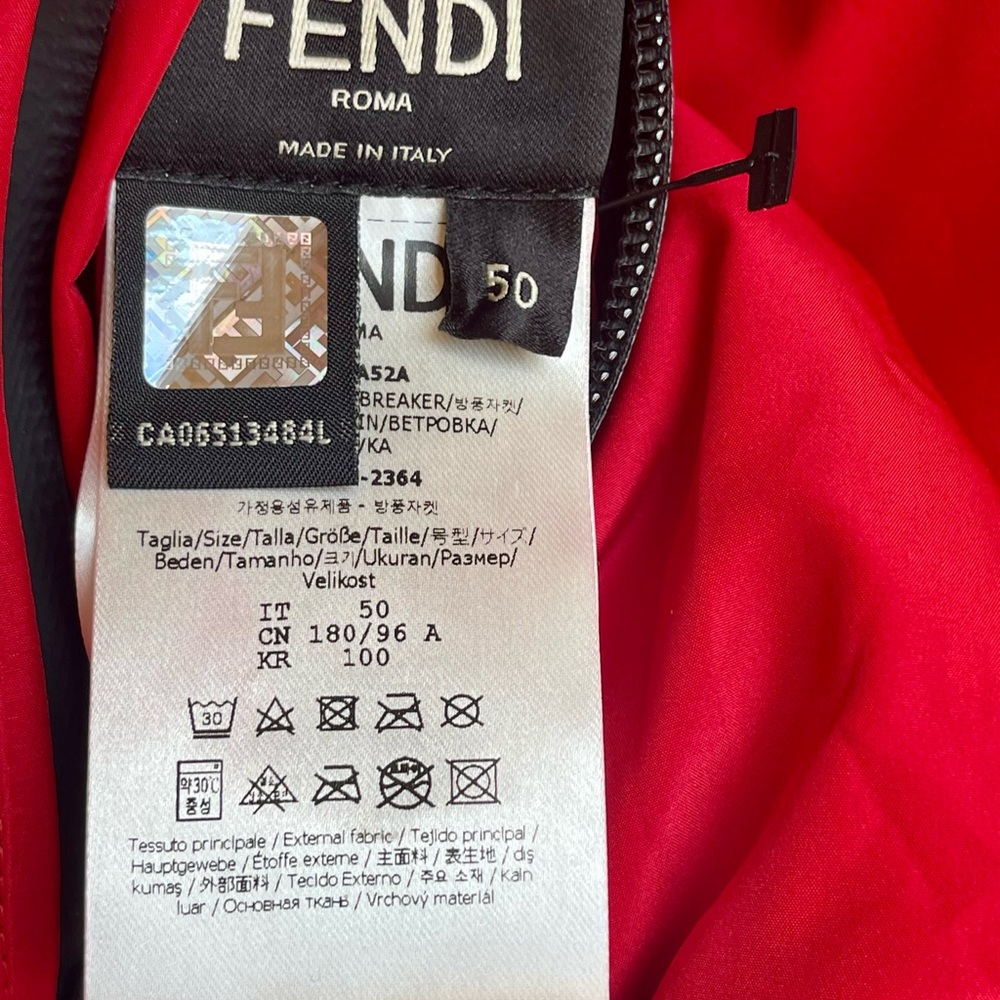 FENDI
ROMA
MADE IN ITALY
50
CA06513484L
ND
MA
A52A
BREAKER/방풍자켓/
IN/ВЕТРОВКА/
/KA
-2364
가정용섬유제품 - 방풍자켓
Taglia/Size/Talla/Größe/Taille/号型/サイズ/
Beden/Tamanho/크기/Ukuran/Размер/
Velikost
IT 50
CN 180/96 A
KR 100
30
약30℃
중성
Tessuto principale / External fabric / Tejido principal /
Hauptgewebe / Étoffe externe / 主面料 / 表生地 / dış
kumaş / 外部面料 / Tecido Externo / 주요 소재 / Kain
luar / Основная ткань / Vrchový materiál